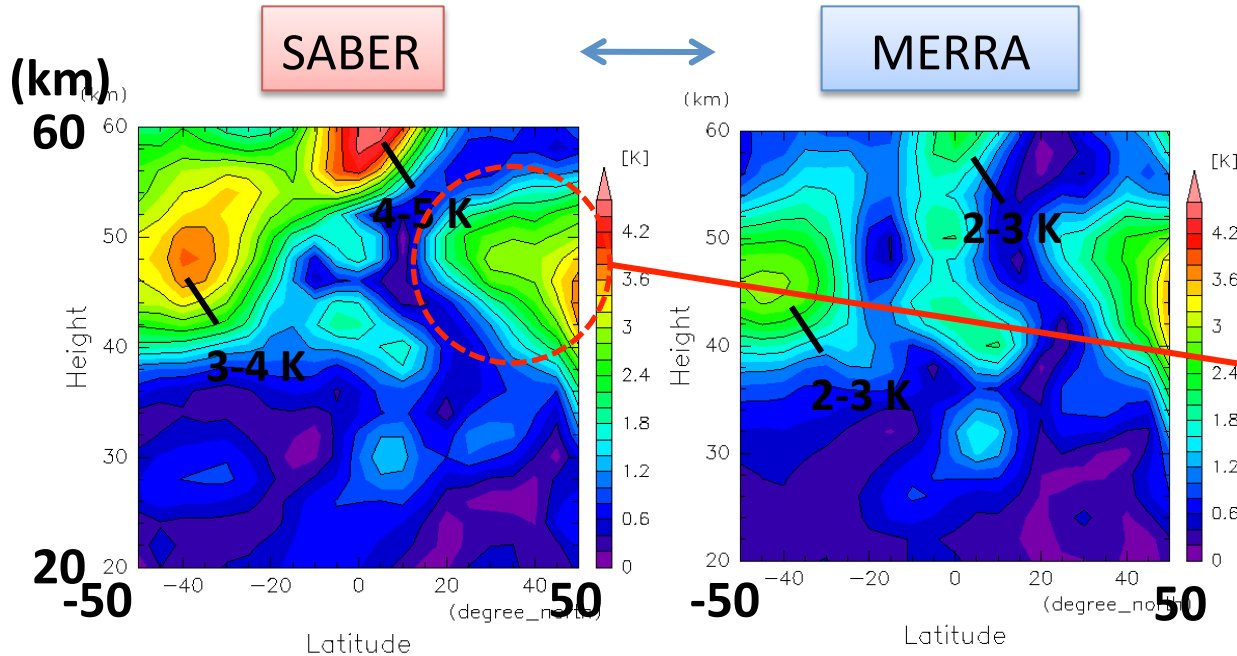 SABER
MERRA
(km)
(km)
60
60
50
40
30
20
20
Height
4-5 K
3-4 K
[K]
4.2
3.6
3
2.4
1.8
1.2
0.6
0
-50
−40
−20
0
20
40
50
(degree_north)
Latitude
(km)
60
50
40
30
20
Height
2-3 K
2-3 K
[K]
4.2
3.6
3
2.4
1.8
1.2
0.6
0
-50
−40
−20
0
20
40
50
(degree_north)
Latitude